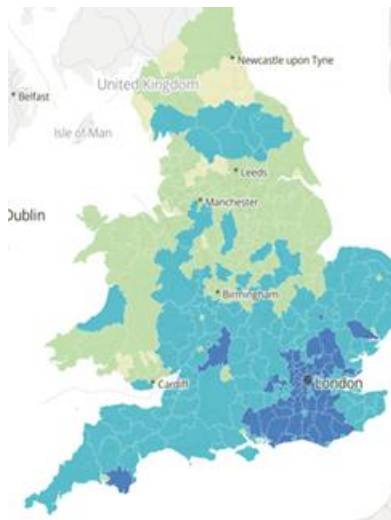 Newcastle upon Tyne
United Kingdom
Belfast
Isle of Man
Leeds
Manchester
Dublin
Birmingham
Cardiff
London